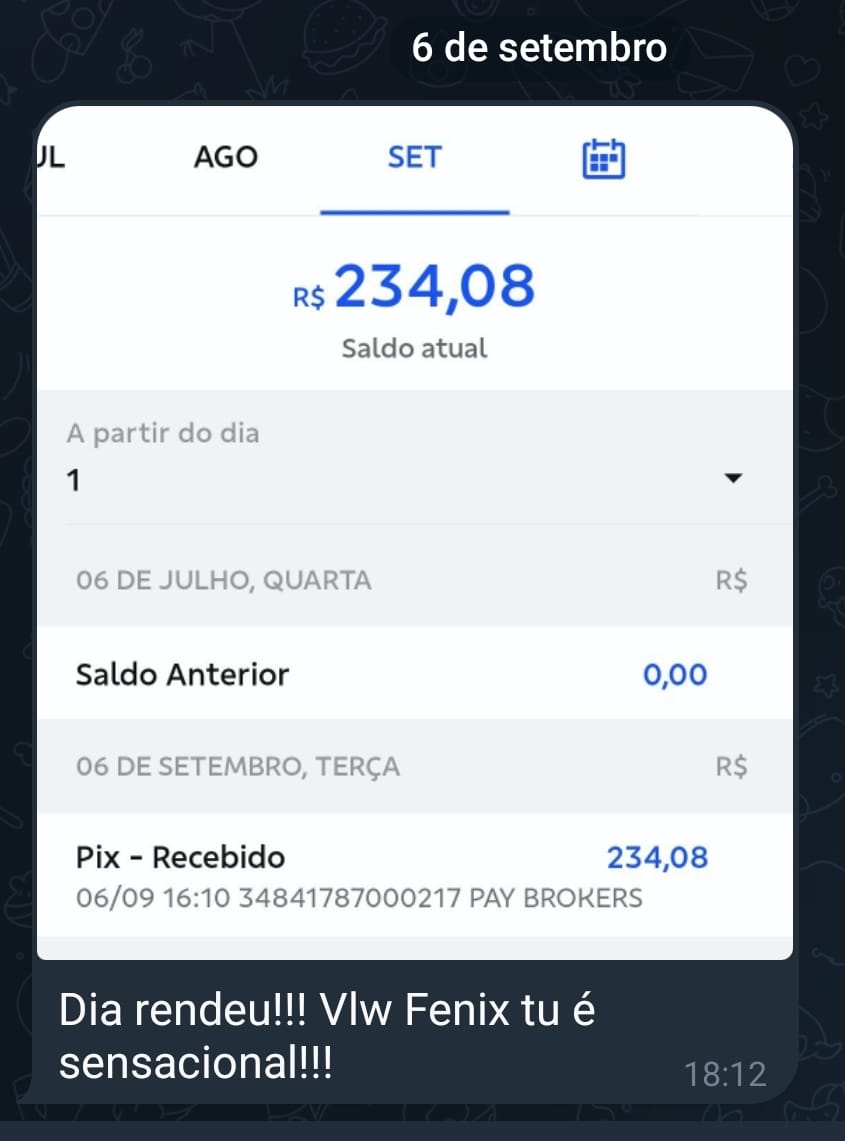 6 de setembro
JUL AGO SET
R$ 234,08
Saldo atual
A partir do dia
1
06 DE JULHO, QUARTA R$
Saldo Anterior 0,00
06 DE SETEMBRO, TERÇA R$
Pix - Recebido 234,08
06/09 16:10 34841787000217 PAY BROKERS
Dia rendeu!!! Vlw Fenix tu é
sensacional!!!
18:12